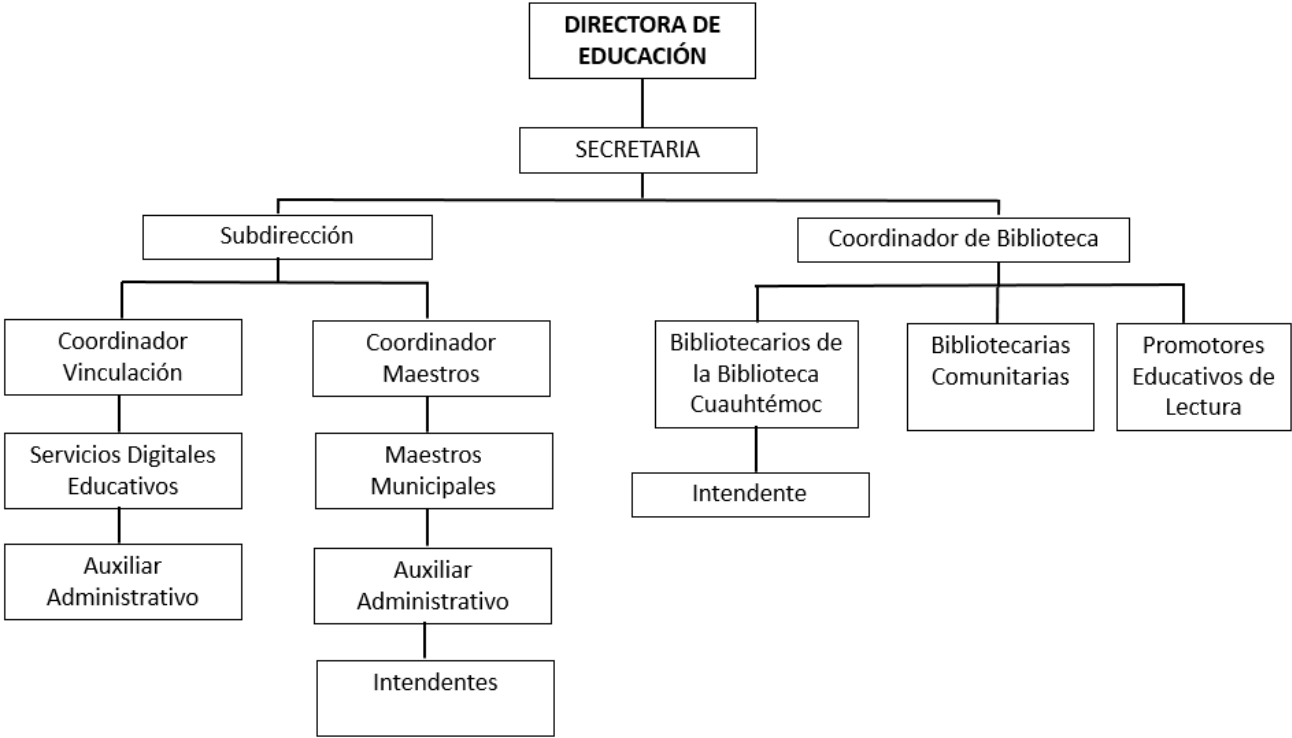 DIRECTORA DE
EDUCACIÓN
SECRETARIA
Subdirección
Coordinador de Biblioteca
Coordinador
Vinculación
Coordinador
Maestros
Bibliotecarios de
la Biblioteca
Cuauhtémoc
Bibliotecarias
Comunitarias
Promotores
Educativos de
Lectura
Servicios Digitales
Educativos
Maestros
Municipales
Intendente
Auxiliar
Administrativo
Auxiliar
Administrativo
Intendentes